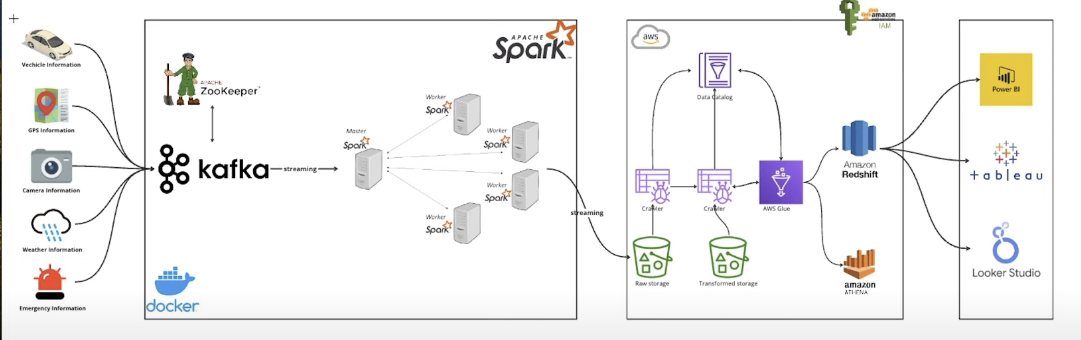 Vechicle Information
GPS Information
Camera Information
Weather Information
Emergency Information
APACHE
ZooKeeper
kafka
streaming
docker
APACHE
Spark
Master
Spark
Worker
Spark
Worker
Spark
Worker
Spark
Worker
Spark
streaming
aws
amazon
IAM
Data Catalog
Crawler
Crawler
AWS Glue
Raw storage
Transformed storage
Amazon
Redshift
amazon
ATHENA
Power BI
+ableau
Looker Studio